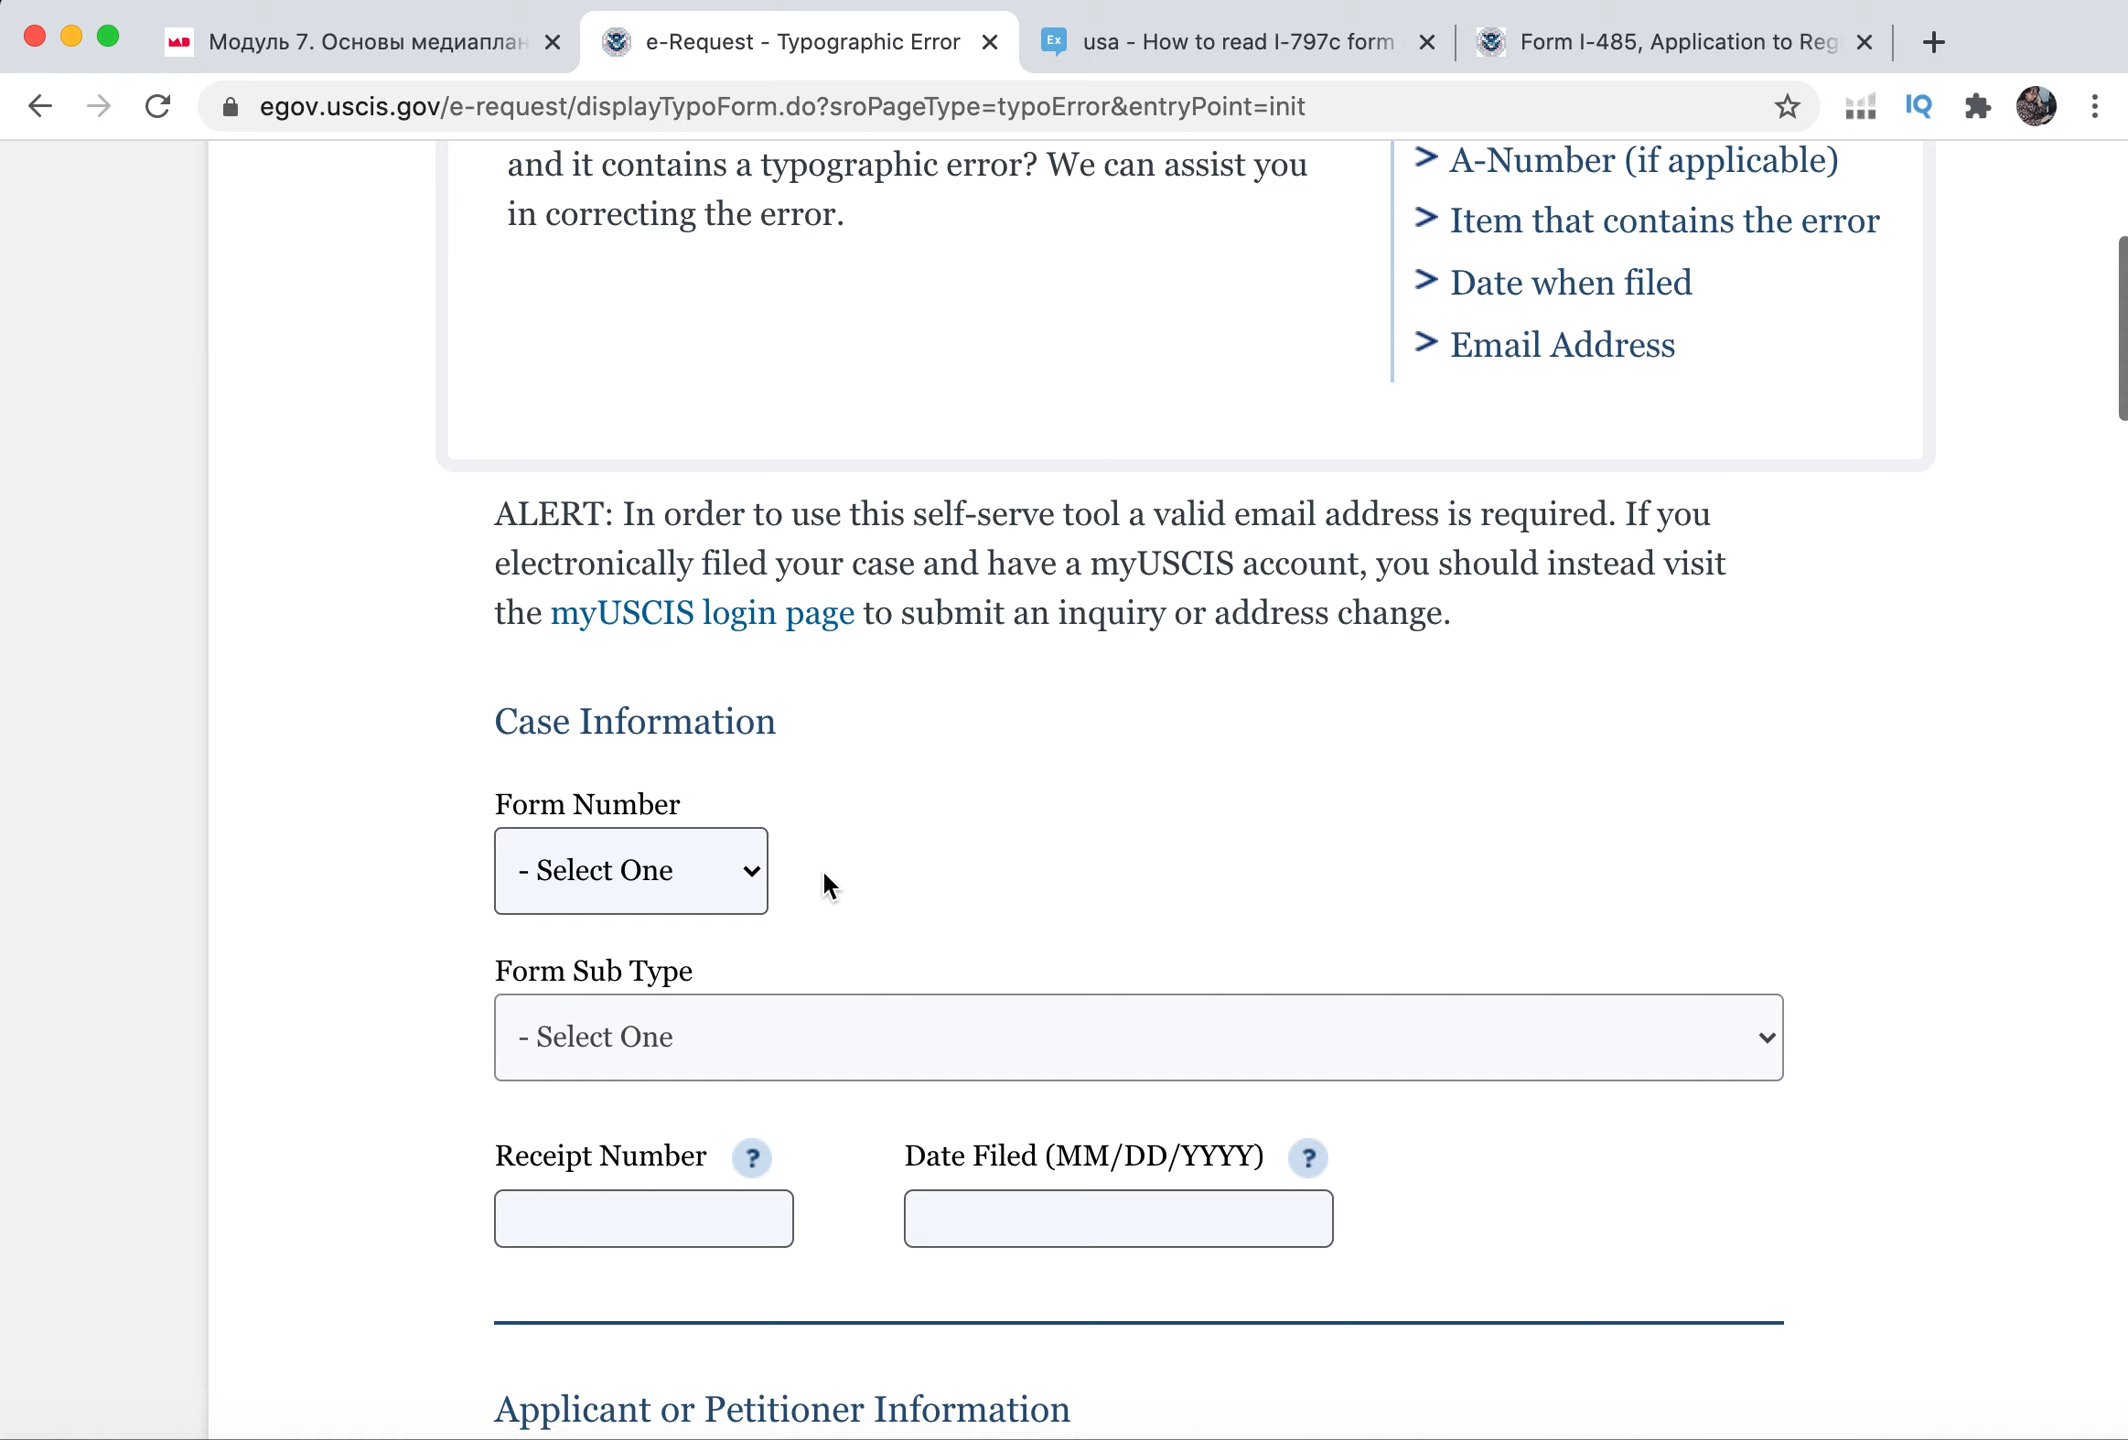 Модуль 7. Основы медиаплан
e-Request - Typographic Error
Ex
usa - How to read I-797c form
Form I-485, Application to Reg
egov.uscis.gov/e-request/displayTypoForm.do?sroPageType=typoError&entryPoint=init
IQ
and it contains a typographic error? We can assist you
in correcting the error.
> A-Number (if applicable)
> Item that contains the error
> Date when filed
> Email Address
ALERT: In order to use this self-serve tool a valid email address is required. If you
electronically filed your case and have a myUSCIS account, you should instead visit
the myUSCIS login page to submit an inquiry or address change.
Case Information
Form Number
- Select One
Form Sub Type
- Select One
Receipt Number ?
Date Filed (MM/DD/YYYY) ?
Applicant or Petitioner Information